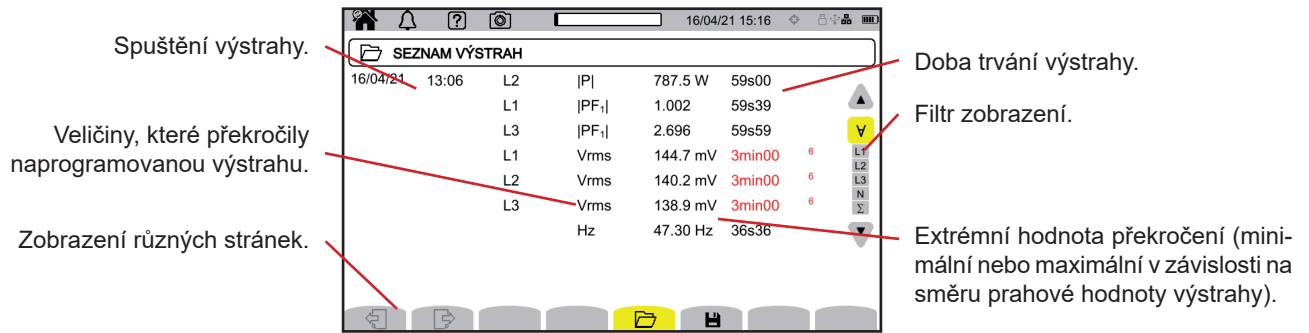 16/04/21 15:16
SEZNAM VÝSTRAH
16/04/21 13:06 L2 |P| 787.5 W 59s00
L1 |PF₁| 1.002 59s39
L3 |PF₁| 2.696 59s59
L1 Vrms 144.7 mV 3min00 6
L2 Vrms 140.2 mV 3min00 6
L3 Vrms 138.9 mV 3min00 6
Hz 47.30 Hz 36s36
∀
L1
L2
L3
N
Σ
Spuštění výstrahy.
Veličiny, které překročily
naprogramovanou výstrahu.
Zobrazení různých stránek.
Doba trvání výstrahy.
Filtr zobrazení.
Extrémní hodnota překročení (mini-
mální nebo maximální v závislosti na
směru prahové hodnoty výstrahy).